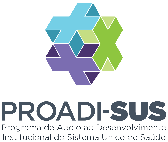 PROADI-SUS
Programa de Apoio ao Desenvolvimento
Institucional do Sistema Único de Saúde